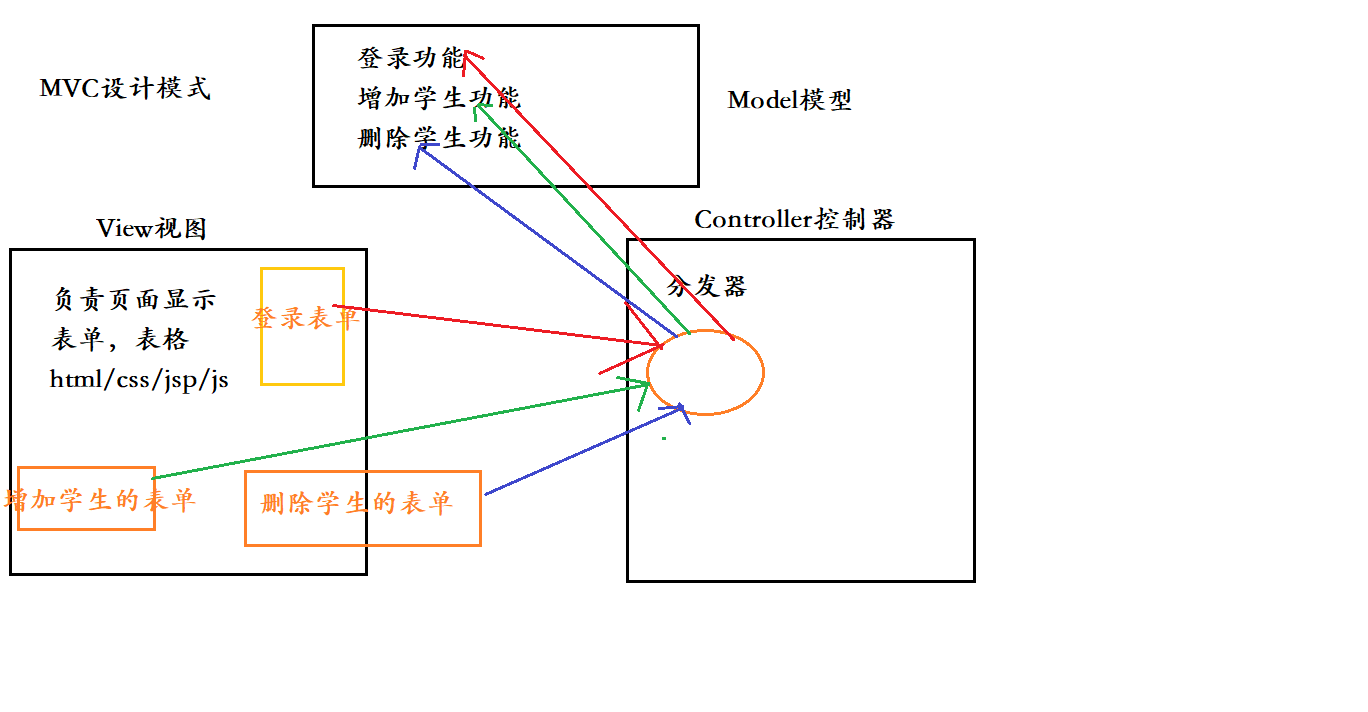 登录功能
MVC设计模式
增加学生功能
Model模型
删除学生功能
View视图
Controller控制器
负责页面显示
分发器
登录表单
表单，表格
html/css/jsp/js
增加学生的表单
删除学生的表单